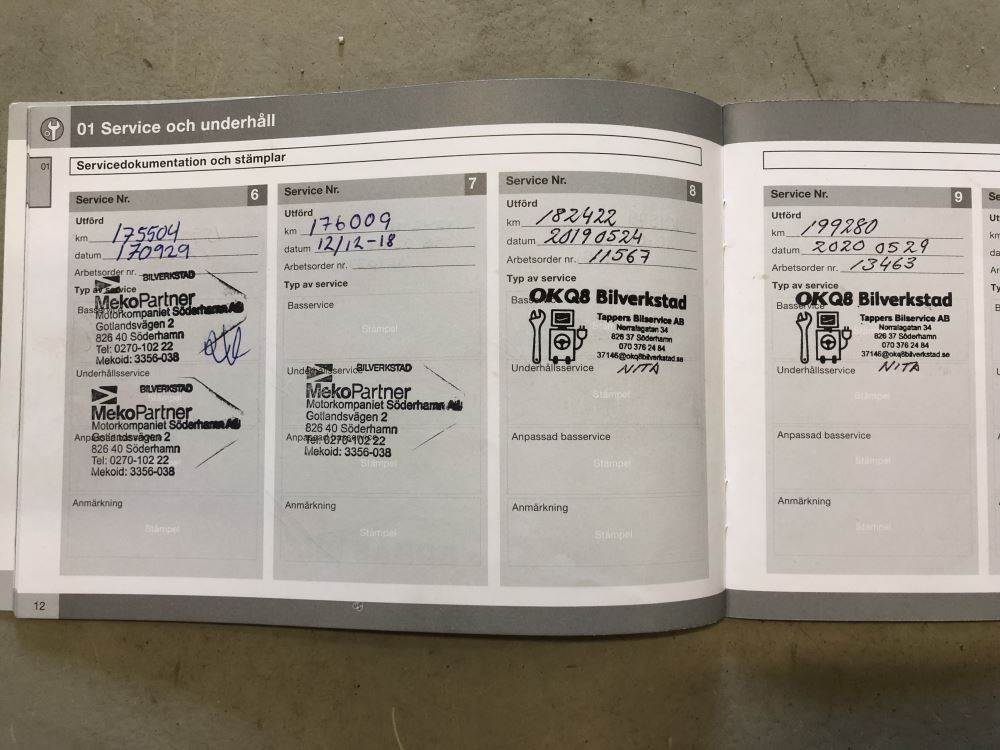 01 Service och underhåll
01
Servicedokumentation och stämplar
Service Nr. 6
Utförd
km 175504
datum 170929
Arbetsorder nr.
Typ av service
BILVERKSTAD
MekoPartner
Motorkompaniet Söderhamn AB
Gotlandsvägen 2
826 40 Söderhamn
Tel: 0270-102 22
Mekoid: 3356-038
Underhållsservice
BILVERKSTAD
Stämpel
MekoPartner
Motorkompaniet Söderhamn AB
Gotlandsvägen 2
826 40 Söderhamn
Tel: 0270-102 22
Mekoid: 3356-038
Anmärkning
Stämpel
Service Nr. 7
Utförd
km 176009
datum 12/12-18
Arbetsorder nr.
Typ av service
Basservice
Stämpel
Underhållsservice
BILVERKSTAD
MekoPartner
Motorkompaniet Söderhamn AB
Gotlandsvägen 2
Anpassad basservice
826 40 Söderhamn
Tel: 0270-102 22
Mekoid: 3356-038
Stämpel
Anmärkning
Stämpel
Service Nr. 8
Utförd
km 182422
datum 20190524
Arbetsorder nr. 11567
Typ av service
OKQ8 Bilverkstad
Tappers Bilservice AB
Norralagatan 34
826 37 Söderhamn
070 376 24 84
37146@okq8bilverkstad.se
Underhållsservice
NITA
Stämpel
Anpassad basservice
Stämpel
Anmärkning
Stämpel
12
Service Nr. 9
Utförd
km 199280
datum 2020 0529
Arbetsorder nr. 13463
Typ av service
OKQ8 Bilverkstad
Tappers Bilservice AB
Norralagatan 34
826 37 Söderhamn
070 376 24 84
37146@okq8bilverkstad.se
Underhållsservice
NITA
Stämpel
Anpassad basservice
Stämpel
Anmärkning
Stämpel